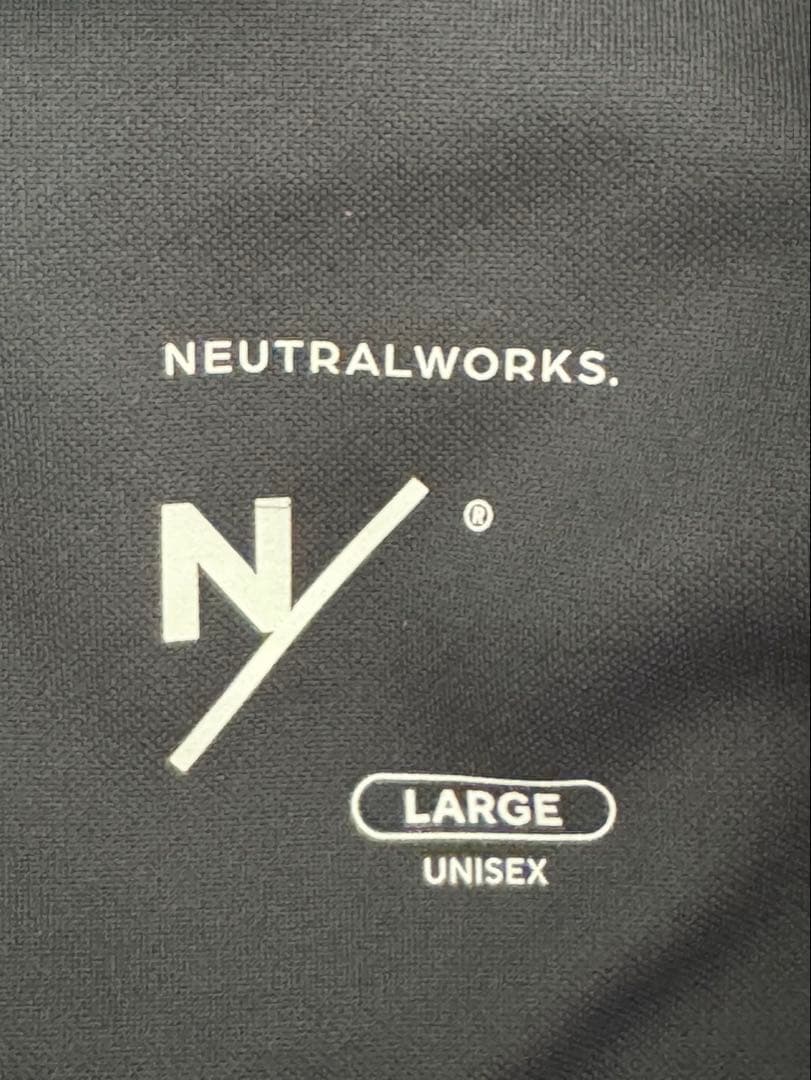 NEUTRALWORKS.
N/ ®
LARGE
UNISEX